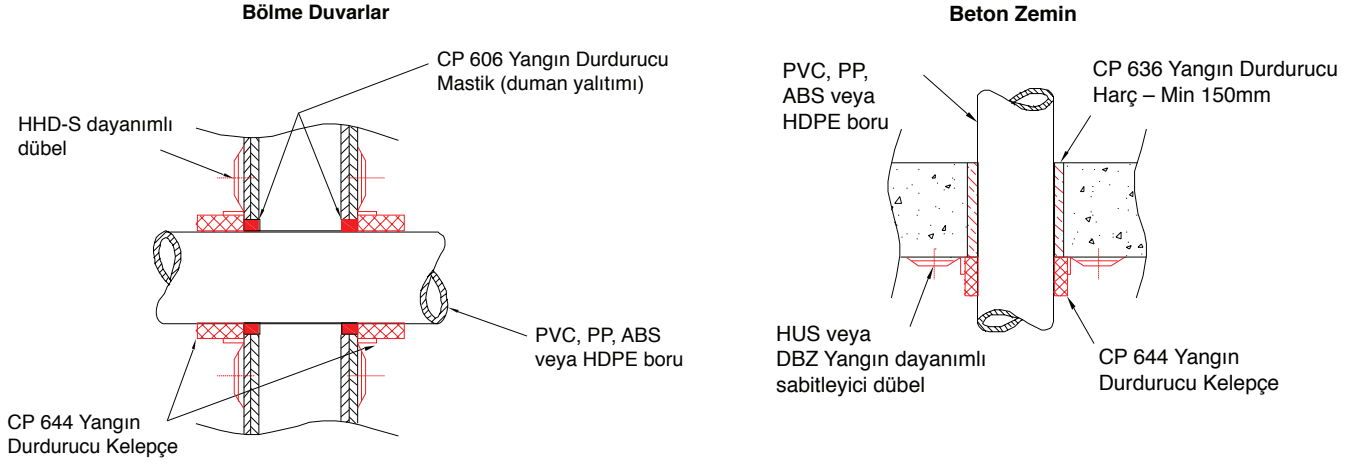 Bölme Duvarlar
CP 606 Yangın Durdurucu
Mastik (duman yalıtımı)
HHD-S dayanımlı
dübel
PVC, PP, ABS
veya HDPE boru
CP 644 Yangın
Durdurucu Kelepçe
Beton Zemin
PVC, PP,
ABS veya
HDPE boru
CP 636 Yangın Durdurucu
Harç – Min 150mm
HUS veya
DBZ Yangın dayanımlı
sabitleyici dübel
CP 644 Yangın
Durdurucu Kelepçe